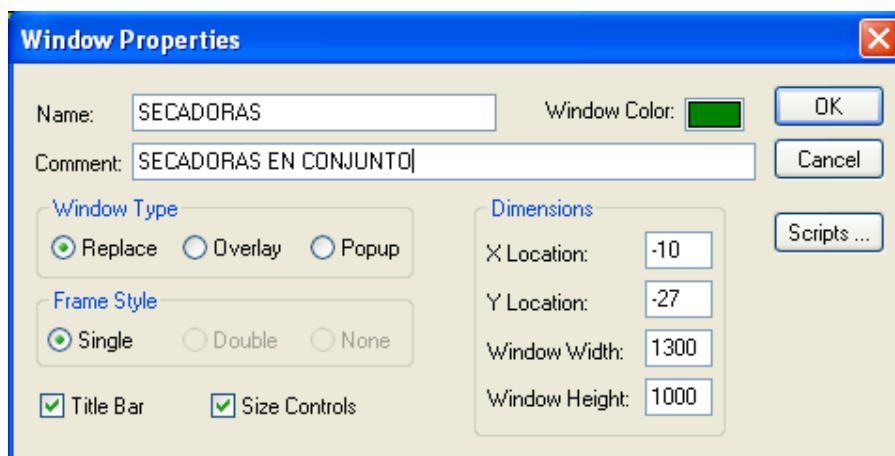 Window Properties
Name: SECADORAS Window Color: OK
Comment: SECADORAS EN CONJUNTO Cancel
Window Type Dimensions Scripts ...
Replace Overlay Popup X Location: -10
Frame Style Y Location: -27
Single Double None Window Width: 1300
Title Bar Size Controls Window Height: 1000